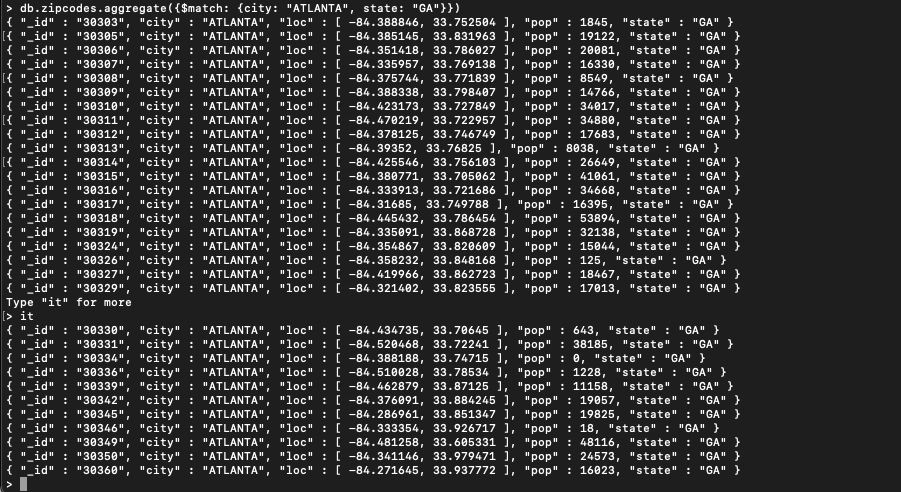 > db.zipcodes.aggregate({$match: {city: "ATLANTA", state: "GA"}})
{ "_id" : "30303", "city" : "ATLANTA", "loc" : [ -84.388846, 33.752504 ], "pop" : 1845, "state" : "GA" }
[{ "_id" : "30305", "city" : "ATLANTA", "loc" : [ -84.385145, 33.831963 ], "pop" : 19122, "state" : "GA" }
{ "_id" : "30306", "city" : "ATLANTA", "loc" : [ -84.351418, 33.786027 ], "pop" : 20081, "state" : "GA" }
{ "_id" : "30307", "city" : "ATLANTA", "loc" : [ -84.335957, 33.769138 ], "pop" : 16330, "state" : "GA" }
[{ "_id" : "30308", "city" : "ATLANTA", "loc" : [ -84.375744, 33.771839 ], "pop" : 8549, "state" : "GA" }
{ "_id" : "30309", "city" : "ATLANTA", "loc" : [ -84.388338, 33.798407 ], "pop" : 14766, "state" : "GA" }
{ "_id" : "30310", "city" : "ATLANTA", "loc" : [ -84.423173, 33.727849 ], "pop" : 34017, "state" : "GA" }
[{ "_id" : "30311", "city" : "ATLANTA", "loc" : [ -84.470219, 33.722957 ], "pop" : 34880, "state" : "GA" }
{ "_id" : "30312", "city" : "ATLANTA", "loc" : [ -84.378125, 33.746749 ], "pop" : 17683, "state" : "GA" }
{ "_id" : "30313", "city" : "ATLANTA", "loc" : [ -84.39352, 33.76825 ], "pop" : 8038, "state" : "GA" }
[{ "_id" : "30314", "city" : "ATLANTA", "loc" : [ -84.425546, 33.756103 ], "pop" : 26649, "state" : "GA" }
{ "_id" : "30315", "city" : "ATLANTA", "loc" : [ -84.380771, 33.705062 ], "pop" : 41061, "state" : "GA" }
{ "_id" : "30316", "city" : "ATLANTA", "loc" : [ -84.333913, 33.721686 ], "pop" : 34668, "state" : "GA" }
[{ "_id" : "30317", "city" : "ATLANTA", "loc" : [ -84.31685, 33.749788 ], "pop" : 16395, "state" : "GA" }
{ "_id" : "30318", "city" : "ATLANTA", "loc" : [ -84.445432, 33.786454 ], "pop" : 53894, "state" : "GA" }
{ "_id" : "30319", "city" : "ATLANTA", "loc" : [ -84.335091, 33.868728 ], "pop" : 32138, "state" : "GA" }
{ "_id" : "30324", "city" : "ATLANTA", "loc" : [ -84.354867, 33.820609 ], "pop" : 15044, "state" : "GA" }
{ "_id" : "30326", "city" : "ATLANTA", "loc" : [ -84.358232, 33.848168 ], "pop" : 125, "state" : "GA" }
{ "_id" : "30327", "city" : "ATLANTA", "loc" : [ -84.419966, 33.862723 ], "pop" : 18467, "state" : "GA" }
{ "_id" : "30329", "city" : "ATLANTA", "loc" : [ -84.321402, 33.823555 ], "pop" : 17013, "state" : "GA" }
Type "it" for more
[> it
{ "_id" : "30330", "city" : "ATLANTA", "loc" : [ -84.434735, 33.70645 ], "pop" : 643, "state" : "GA" }
{ "_id" : "30331", "city" : "ATLANTA", "loc" : [ -84.520468, 33.72241 ], "pop" : 38185, "state" : "GA" }
{ "_id" : "30334", "city" : "ATLANTA", "loc" : [ -84.388188, 33.74715 ], "pop" : 0, "state" : "GA" }
{ "_id" : "30336", "city" : "ATLANTA", "loc" : [ -84.510028, 33.78534 ], "pop" : 1228, "state" : "GA" }
{ "_id" : "30339", "city" : "ATLANTA", "loc" : [ -84.462879, 33.87125 ], "pop" : 11158, "state" : "GA" }
{ "_id" : "30342", "city" : "ATLANTA", "loc" : [ -84.376091, 33.884245 ], "pop" : 19057, "state" : "GA" }
{ "_id" : "30345", "city" : "ATLANTA", "loc" : [ -84.286961, 33.851347 ], "pop" : 19825, "state" : "GA" }
{ "_id" : "30346", "city" : "ATLANTA", "loc" : [ -84.333354, 33.926717 ], "pop" : 18, "state" : "GA" }
{ "_id" : "30349", "city" : "ATLANTA", "loc" : [ -84.481258, 33.605331 ], "pop" : 48116, "state" : "GA" }
{ "_id" : "30350", "city" : "ATLANTA", "loc" : [ -84.341146, 33.979471 ], "pop" : 24573, "state" : "GA" }
{ "_id" : "30360", "city" : "ATLANTA", "loc" : [ -84.271645, 33.937772 ], "pop" : 16023, "state" : "GA" }
>